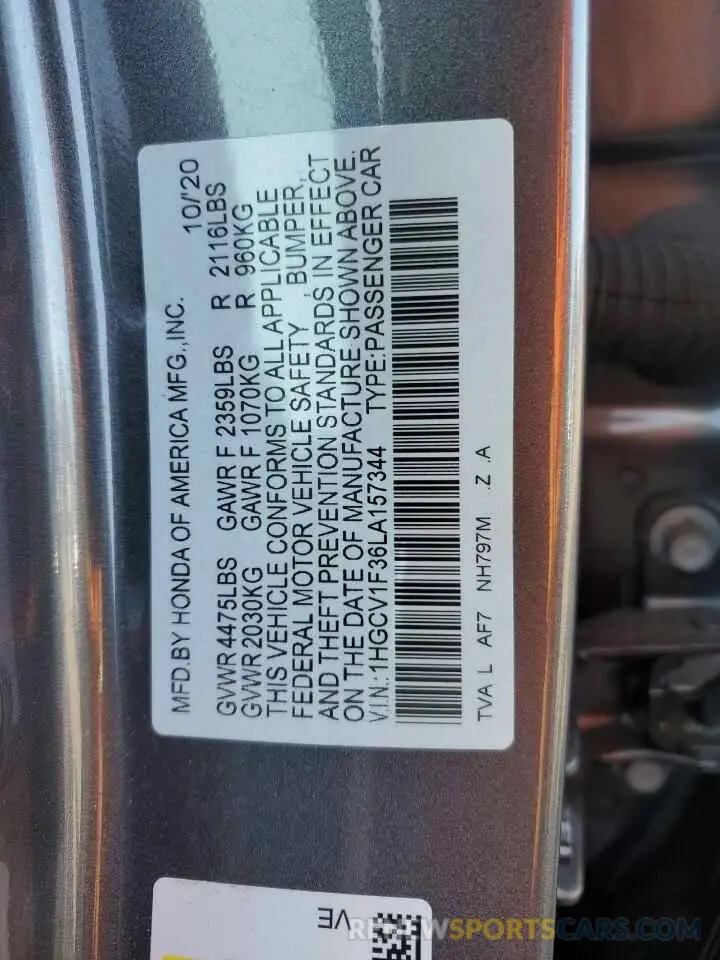 MFD.BY HONDA OF AMERICA MFG.,INC. 10/'20
GVWR 4475LBS GAWR F 2359LBS R 2116LBS
GVWR 2030KG GAWR F 1070KG R 960KG
THIS VEHICLE CONFORMS TO ALL APPLICABLE
FEDERAL MOTOR VEHICLE SAFETY , BUMPER,
AND THEFT PREVENTION STANDARDS IN EFFECT
ON THE DATE OF MANUFACTURE SHOWN ABOVE.
V.I.N.:1HGCV1F36LA157344 TYPE:PASSENGER CAR
TVA L AF7 NH797M .Z .A
VE
REVIEWSPORTSCARS.COM